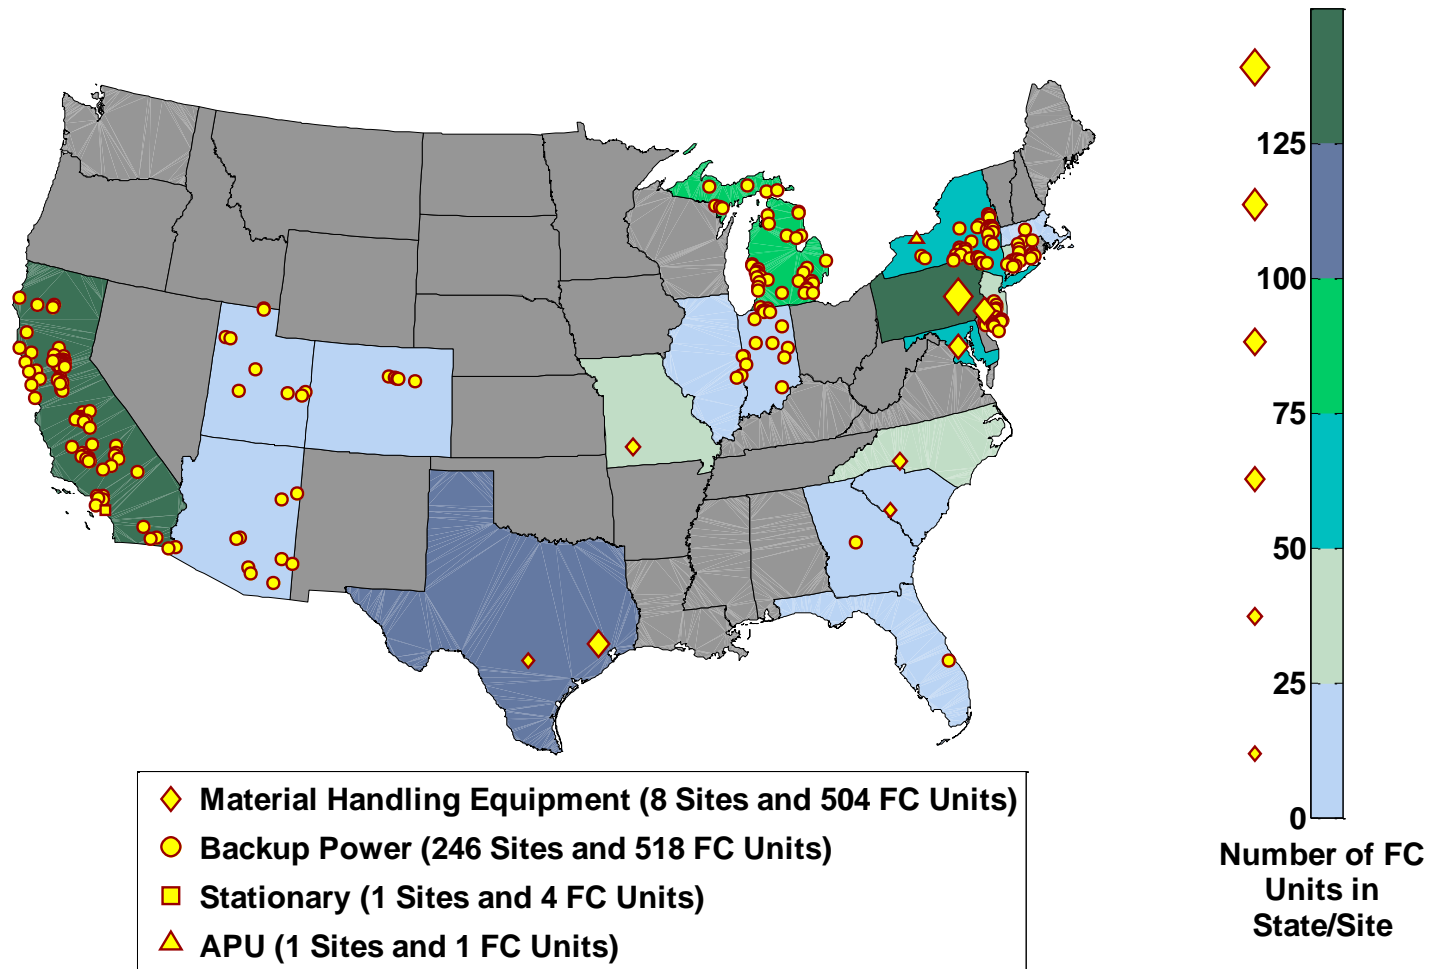 125
100
75
50
25
0
Number of FC
Units in
State/Site
Material Handling Equipment (8 Sites and 504 FC Units)
Backup Power (246 Sites and 518 FC Units)
Stationary (1 Sites and 4 FC Units)
APU (1 Sites and 1 FC Units)